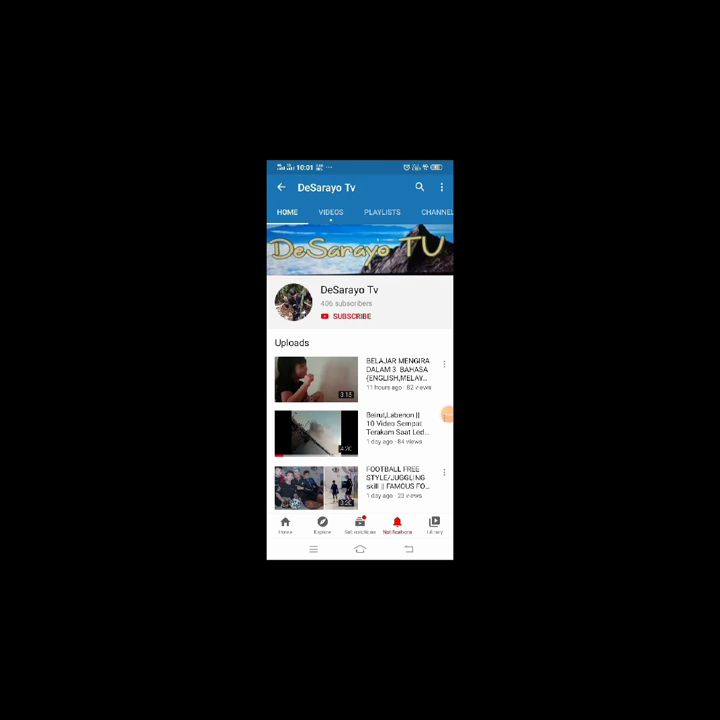 10:01
DeSarayo Tv
HOME VIDEOS PLAYLISTS CHANNEL
DeSarayo TV
DeSarayo Tv
406 subscribers
SUBSCRIBE
Uploads
BELAJAR MENGIRA
DALAM 3 BAHASA
(ENGLISH,MELAY...
11 hours ago · 82 views
3:15
Beirut,Labenon ||
10 Video Sempat
Terakam Saat Led...
1 day ago · 84 views
FOOTBALL FREE
STYLE/JUGGLING
skill || FAMOUS FO...
1 day ago · 23 views
Home Explore Subscriptions Notifications Library